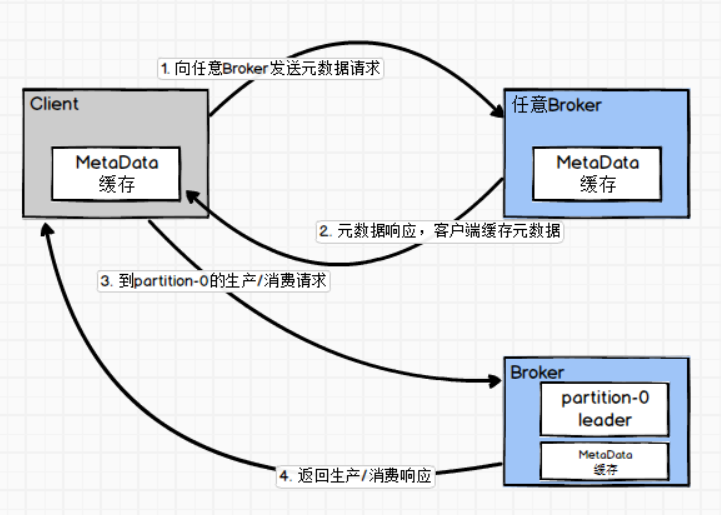 1. 向任意Broker发送元数据请求
Client
MetaData
缓存
任意Broker
MetaData
缓存
2. 元数据响应，客户端缓存元数据
3. 到partition-0的生产/消费请求
Broker
partition-0
leader
MetaData
缓存
4. 返回生产/消费响应